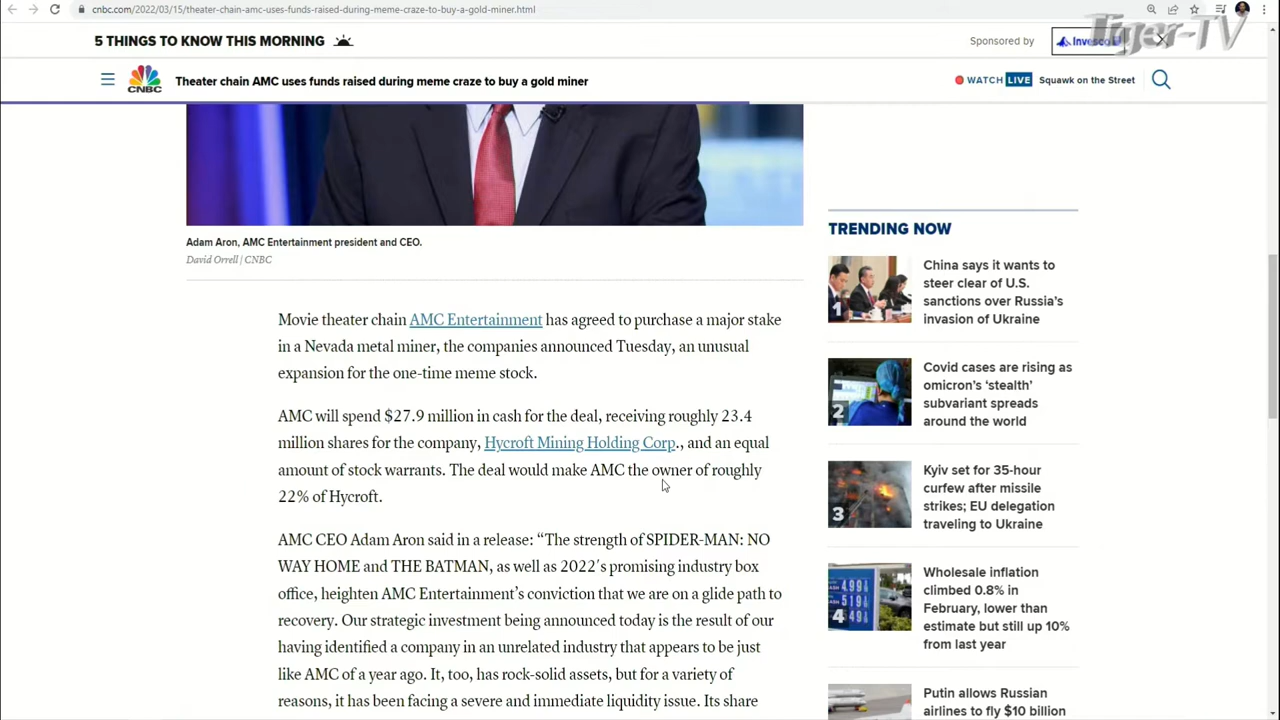 cnbc.com/2022/03/15/theater-chain-amc-uses-funds-raised-during-meme-craze-to-buy-a-gold-miner.html
Tiger-TV
5 THINGS TO KNOW THIS MORNING
Sponsored by
Invesco
CNBC
Theater chain AMC uses funds raised during meme craze to buy a gold miner
WATCH LIVE Squawk on the Street
Adam Aron, AMC Entertainment president and CEO.
David Orrell | CNBC
Movie theater chain AMC Entertainment has agreed to purchase a major stake
in a Nevada metal miner, the companies announced Tuesday, an unusual
expansion for the one-time meme stock.
AMC will spend $27.9 million in cash for the deal, receiving roughly 23.4
million shares for the company, Hycroft Mining Holding Corp., and an equal
amount of stock warrants. The deal would make AMC the owner of roughly
22% of Hycroft.
AMC CEO Adam Aron said in a release: “The strength of SPIDER-MAN: NO
WAY HOME and THE BATMAN, as well as 2022's promising industry box
office, heighten AMC Entertainment’s conviction that we are on a glide path to
recovery. Our strategic investment being announced today is the result of our
having identified a company in an unrelated industry that appears to be just
like AMC of a year ago. It, too, has rock-solid assets, but for a variety of
reasons, it has been facing a severe and immediate liquidity issue. Its share
TRENDING NOW
1
China says it wants to
steer clear of U.S.
sanctions over Russia’s
invasion of Ukraine
2
Covid cases are rising as
omicron’s ‘stealth’
subvariant spreads
around the world
3
Kyiv set for 35-hour
curfew after missile
strikes; EU delegation
traveling to Ukraine
4
Wholesale inflation
climbed 0.8% in
February, lower than
estimate but still up 10%
from last year
Putin allows Russian
airlines to fly $10 billion